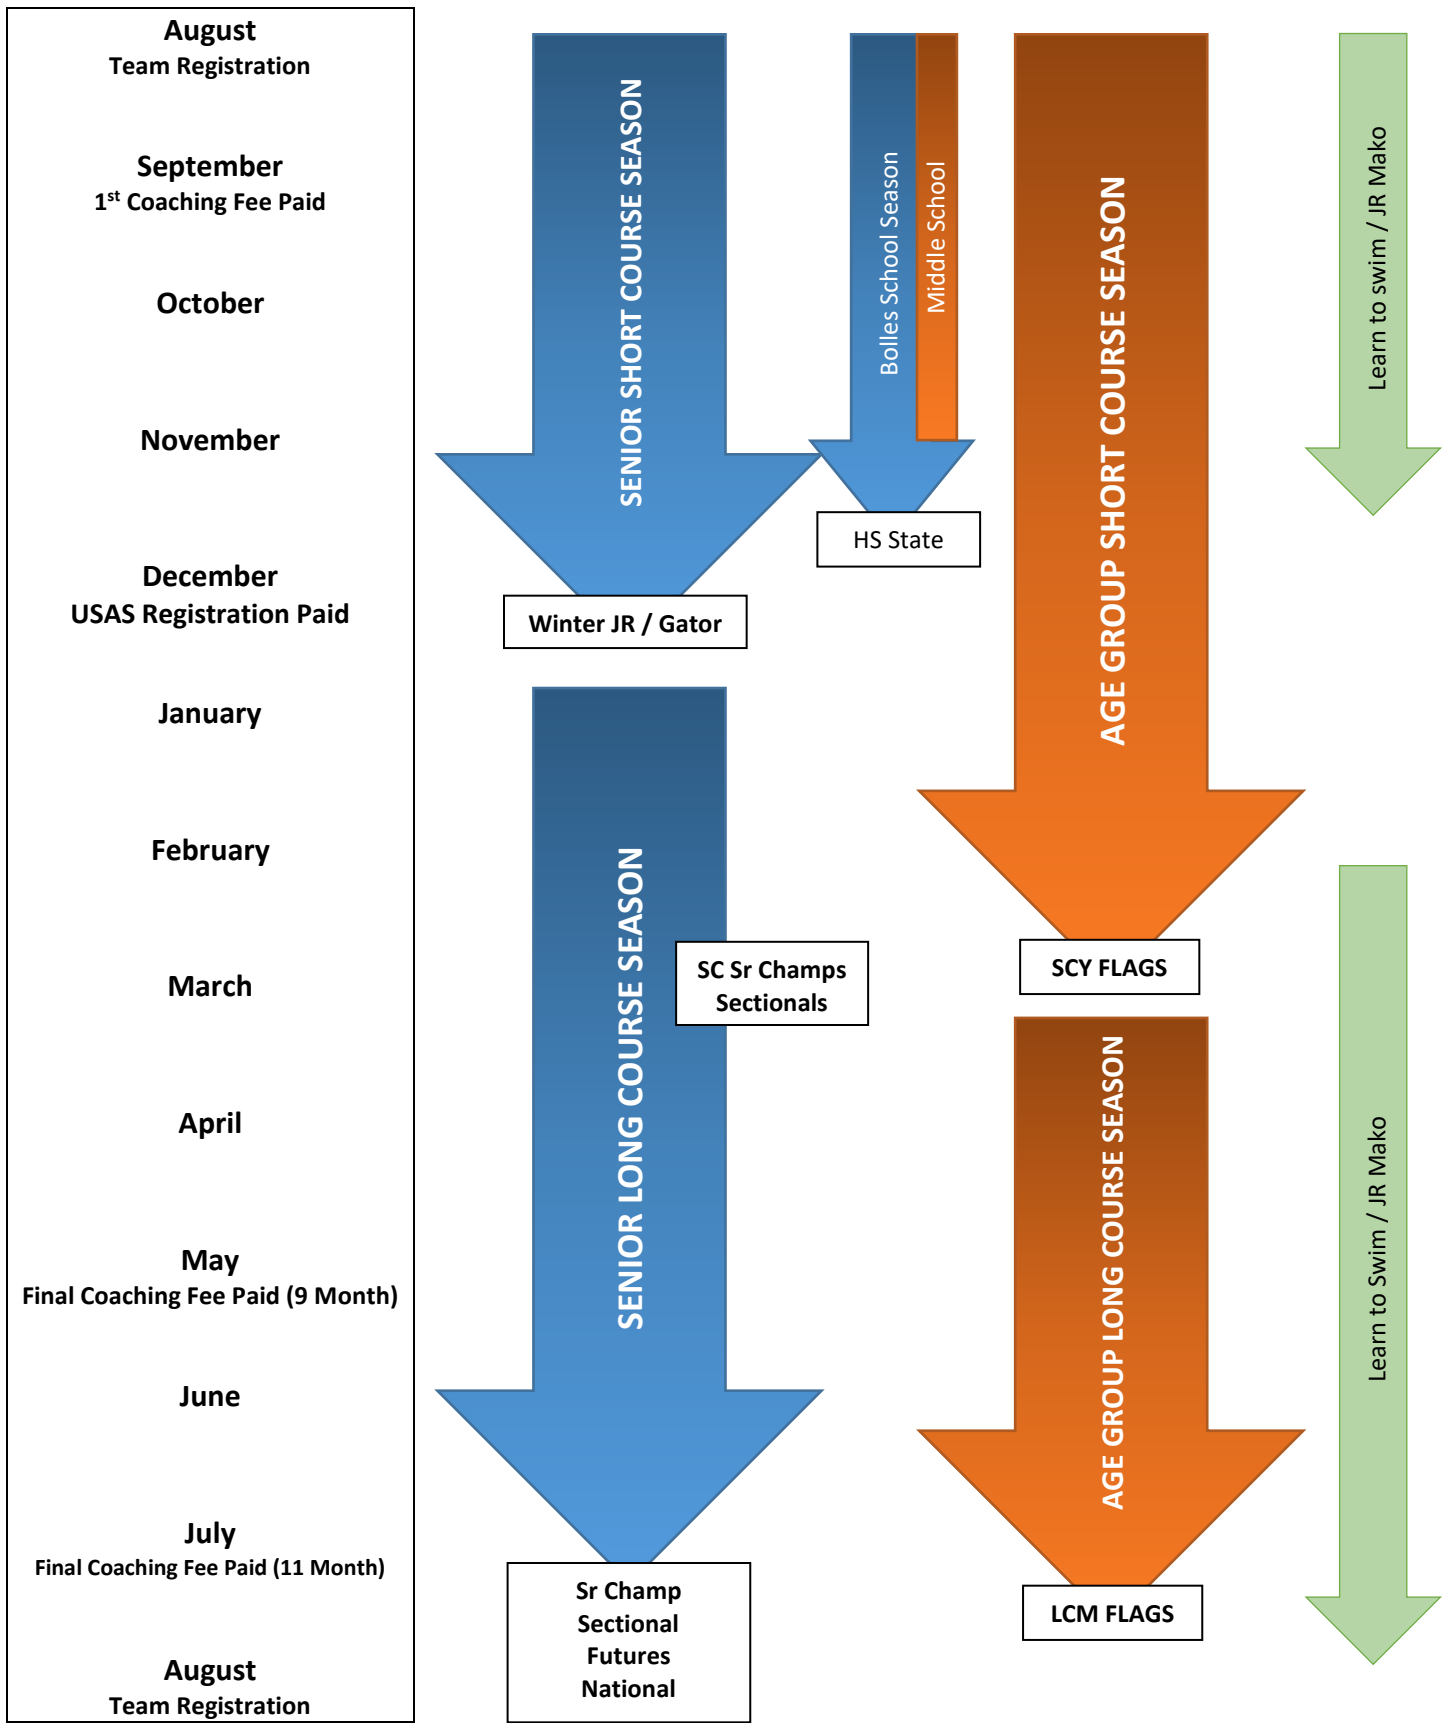 August
Team Registration
September
1st Coaching Fee Paid
October
November
December
USAS Registration Paid
January
February
March
April
May
Final Coaching Fee Paid (9 Month)
June
July
Final Coaching Fee Paid (11 Month)
August
Team Registration
SENIOR SHORT COURSE SEASON
Winter JR / Gator
SENIOR LONG COURSE SEASON
SC Sr Champs
Sectionals
Sr Champ
Sectional
Futures
National
Bolles School Season
Middle School
HS State
AGE GROUP SHORT COURSE SEASON
SCY FLAGS
AGE GROUP LONG COURSE SEASON
LCM FLAGS
Learn to swim / JR Mako
Learn to Swim / JR Mako